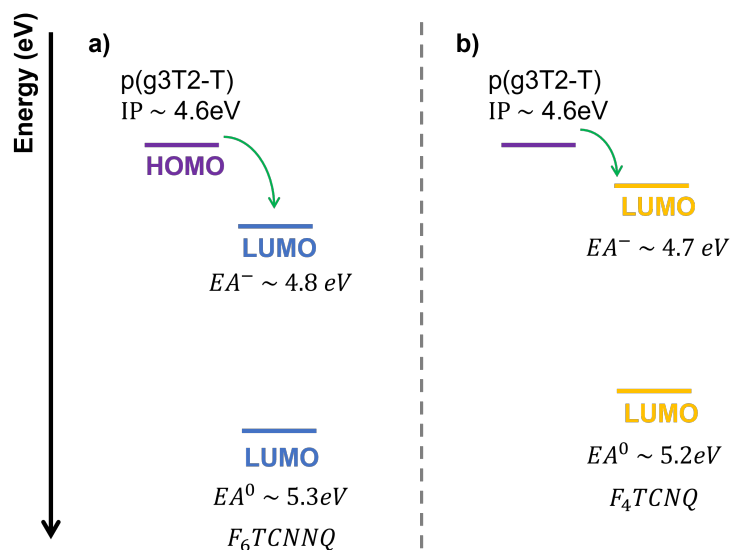 Energy (eV)
a)
p(g3T2-T)
IP ~ 4.6eV
HOMO
LUMO
EA⁻ ~ 4.8 eV
LUMO
EA⁰ ~ 5.3eV
F₆TCNNQ
b)
p(g3T2-T)
IP ~ 4.6eV
LUMO
EA⁻ ~ 4.7 eV
LUMO
EA⁰ ~ 5.2eV
F₄TCNQ